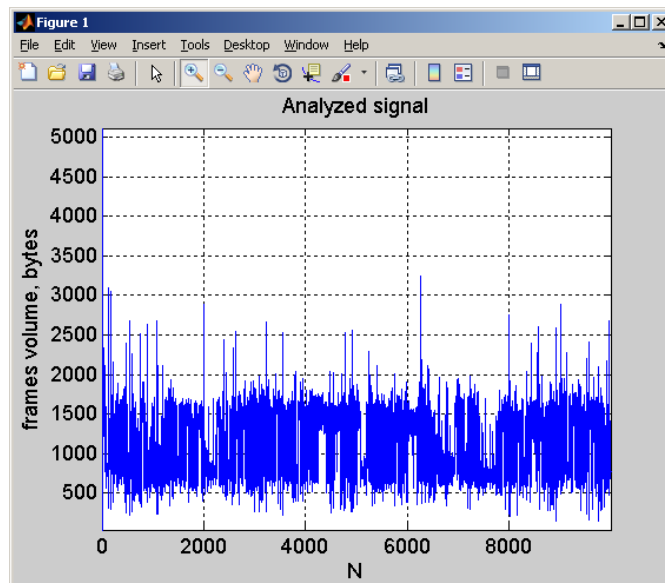 Figure 1
File Edit View Insert Tools Desktop Window Help
Analyzed signal
frames volume, bytes
5000
4500
4000
3500
3000
2500
2000
1500
1000
500
0 2000 4000 6000 8000
N